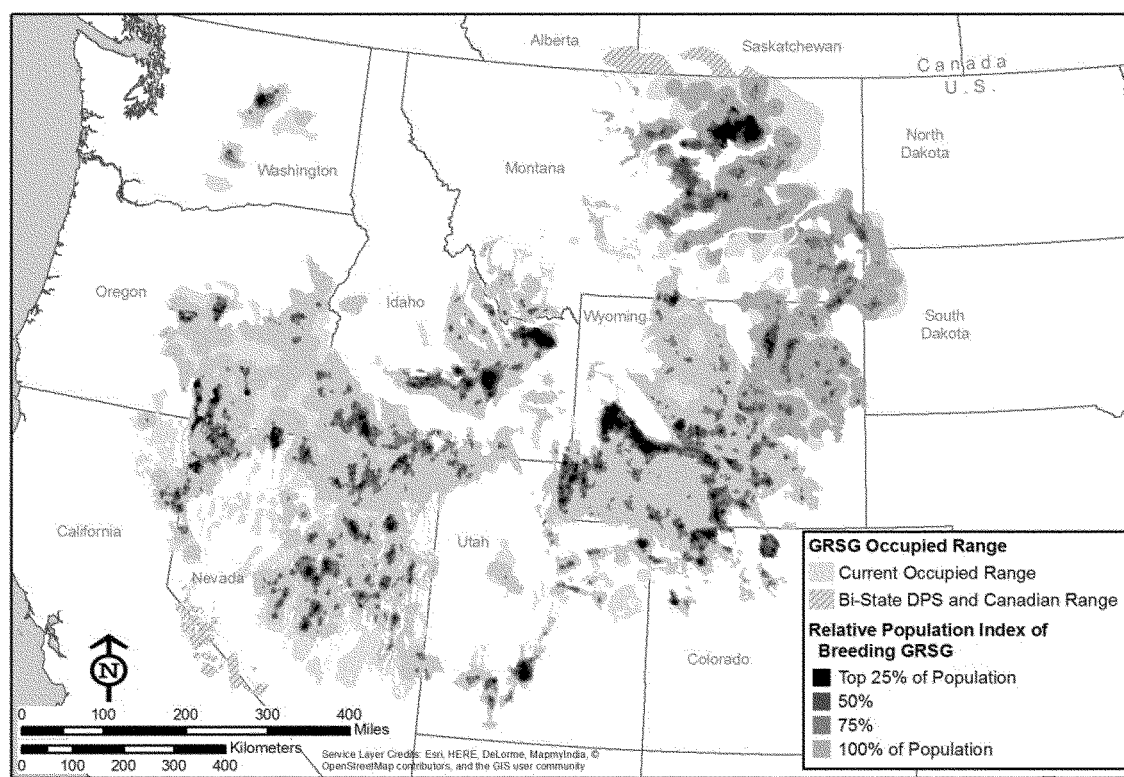 Alberta
Saskatchewan
Canada
U.S.
Washington
Montana
North
Dakota
Oregon
Idaho
Wyoming
South
Dakota
California
Nevada
Utah
Colorado
GRSG Occupied Range
Current Occupied Range
Bi-State DPS and Canadian Range
Relative Population Index of
Breeding GRSG
Top 25% of Population
50%
75%
100% of Population
N
0 100 200 300 400
Miles
Kilometers
0 100 200 300 400
Service Layer Credits: Esri, HERE, DeLorme, MapmyIndia, ©
OpenStreetMap contributors, and the GIS user community